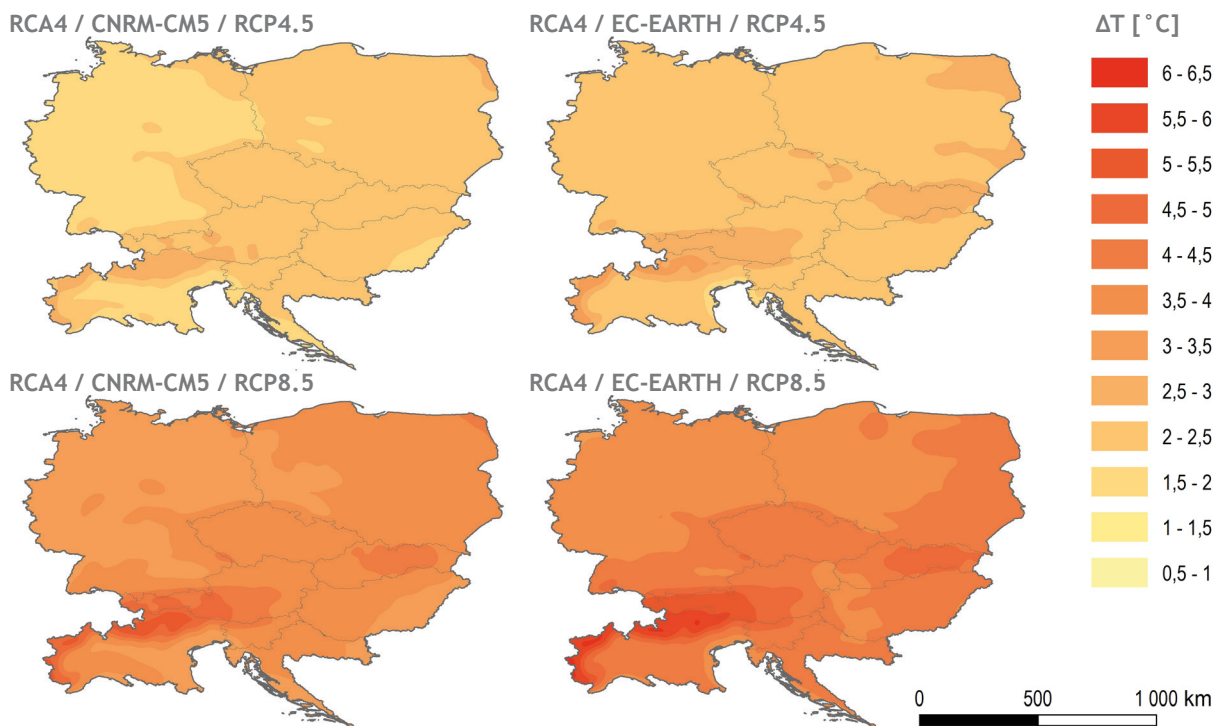 RCA4 / CNRM-CM5 / RCP4.5
RCA4 / EC-EARTH / RCP4.5
ΔT [°C]
6 - 6,5
5,5 - 6
5 - 5,5
4,5 - 5
4 - 4,5
3,5 - 4
3 - 3,5
2,5 - 3
2 - 2,5
1,5 - 2
1 - 1,5
0,5 - 1
RCA4 / CNRM-CM5 / RCP8.5
RCA4 / EC-EARTH / RCP8.5
0 500 1 000 km